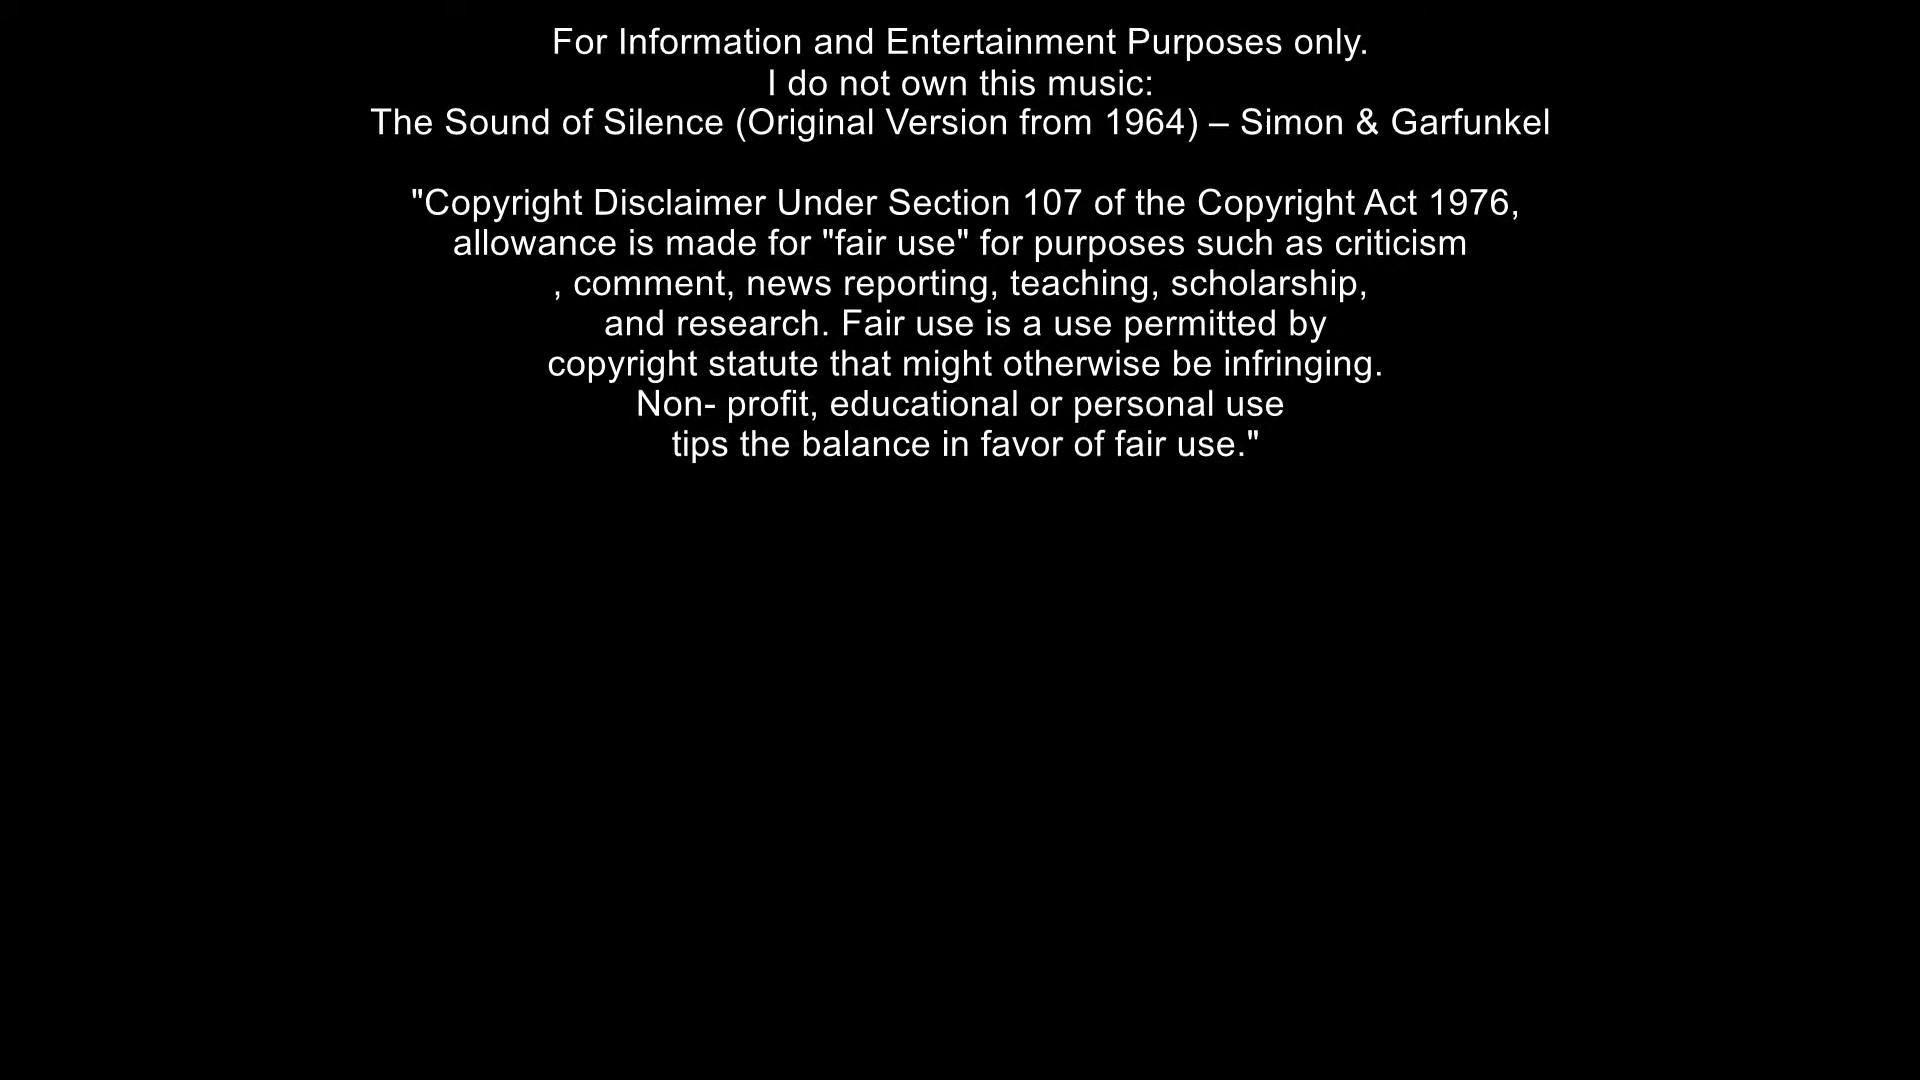 For Information and Entertainment Purposes only.
I do not own this music:
The Sound of Silence (Original Version from 1964) – Simon & Garfunkel
"Copyright Disclaimer Under Section 107 of the Copyright Act 1976,
allowance is made for "fair use" for purposes such as criticism
, comment, news reporting, teaching, scholarship,
and research. Fair use is a use permitted by
copyright statute that might otherwise be infringing.
Non- profit, educational or personal use
tips the balance in favor of fair use."